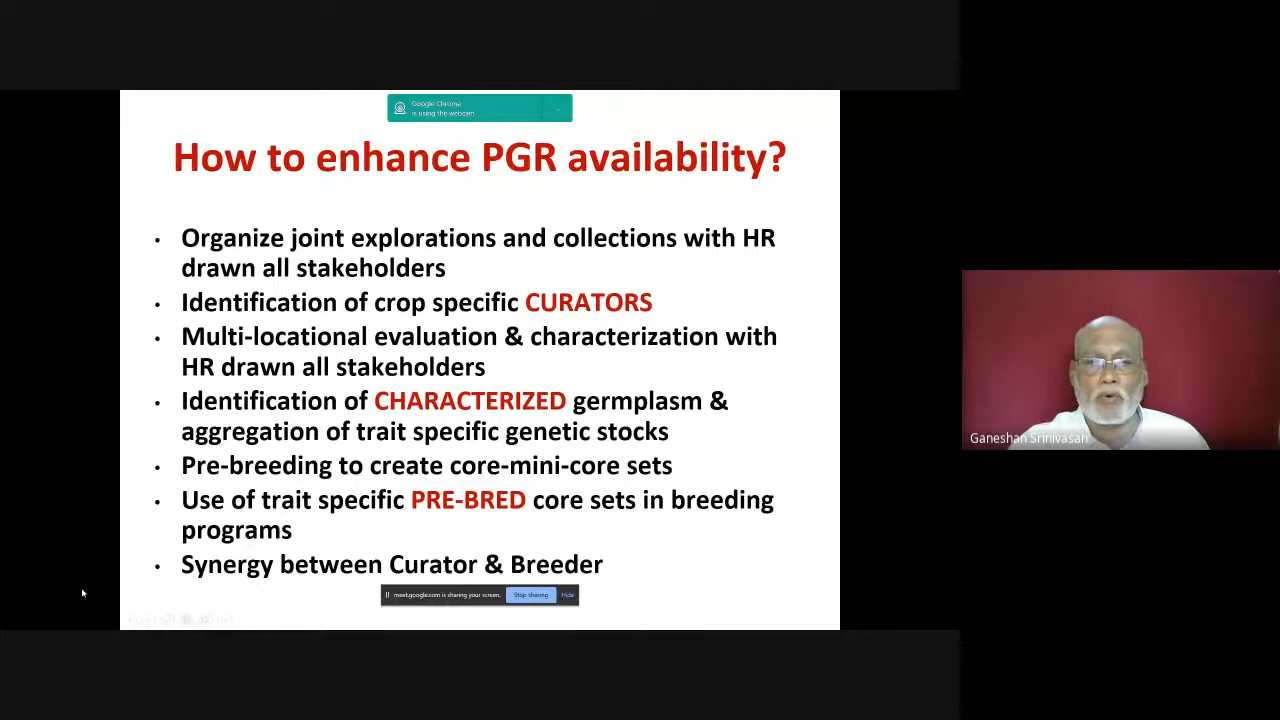 Google Chrome
is using the webcam
How to enhance PGR availability?
• Organize joint explorations and collections with HR
drawn all stakeholders
• Identification of crop specific CURATORS
• Multi-locational evaluation & characterization with
HR drawn all stakeholders
• Identification of CHARACTERIZED germplasm &
aggregation of trait specific genetic stocks
• Pre-breeding to create core-mini-core sets
• Use of trait specific PRE-BRED core sets in breeding
programs
• Synergy between Curator & Breeder
meet.google.com is sharing your screen. Stop sharing Hide
Ganeshan Srinivasan